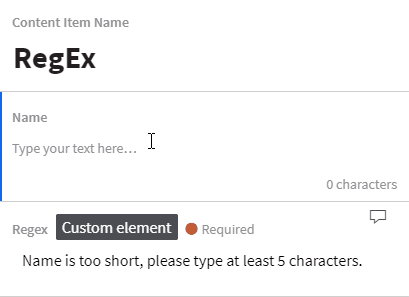 Content Item Name
RegEx
Name
Type your text here...
0 characters
Regex Custom element Required
Name is too short, please type at least 5 characters.